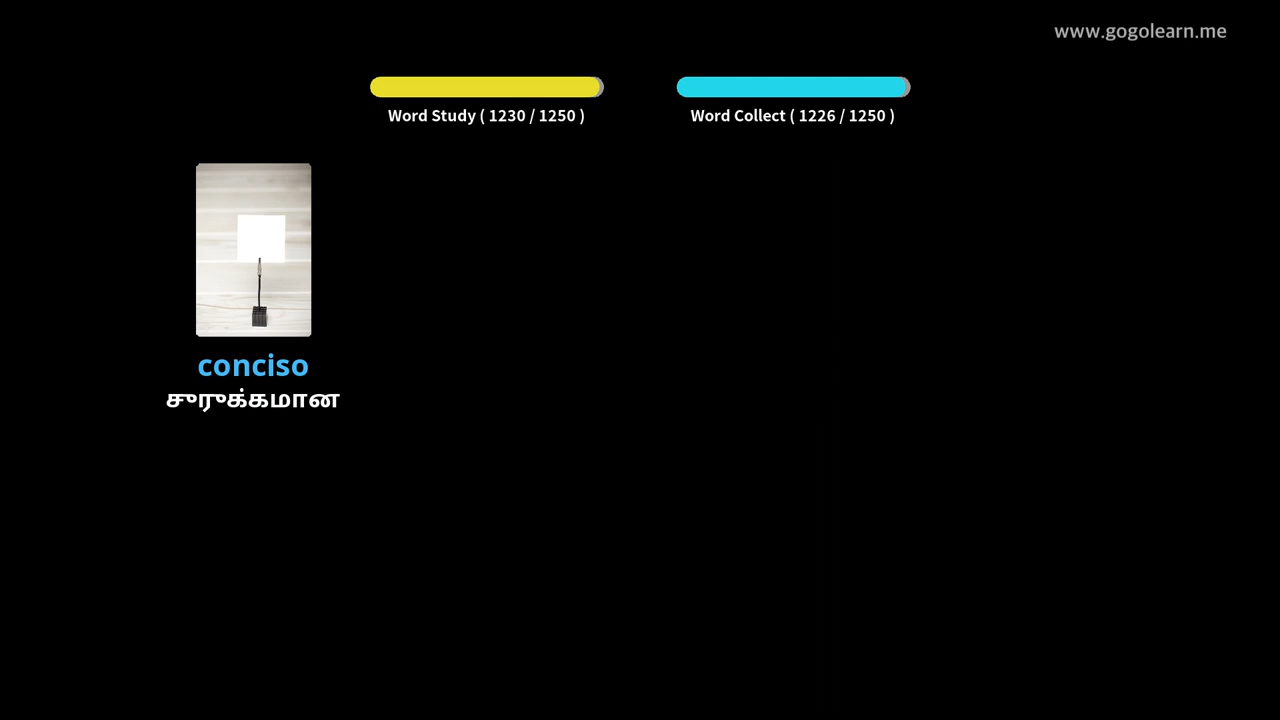 www.gogolearn.me
Word Study ( 1230 / 1250 )
Word Collect ( 1226 / 1250 )
conciso
சுருக்கமான